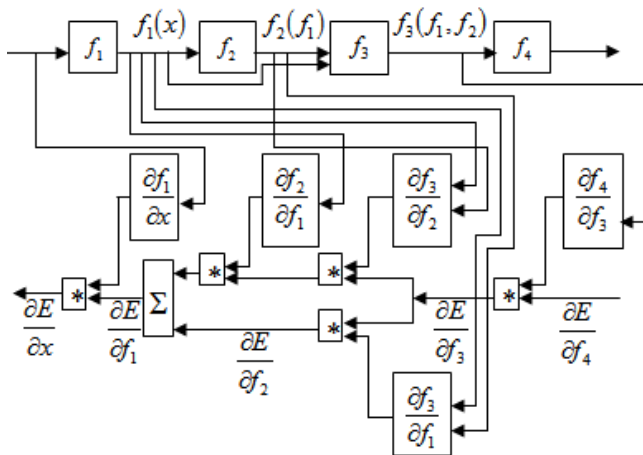 f₁(x) f₂(f₁) f₃(f₁, f₂)
f₁ f₂ f₃ f₄
∂f₁/∂x ∂f₂/∂f₁ ∂f₃/∂f₂ ∂f₄/∂f₃
* Σ * * *
*
∂E/∂x ∂E/∂f₁ ∂E/∂f₂ ∂E/∂f₃ ∂E/∂f₄
∂f₃/∂f₁